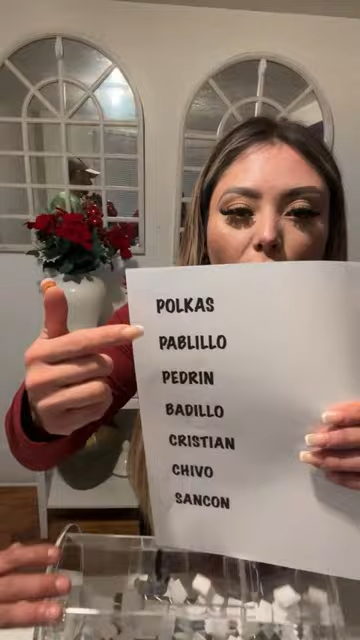 POLKAS
PABLILLO
PEDRIN
BADILLO
CRISTIAN
CHIVO
SANCON